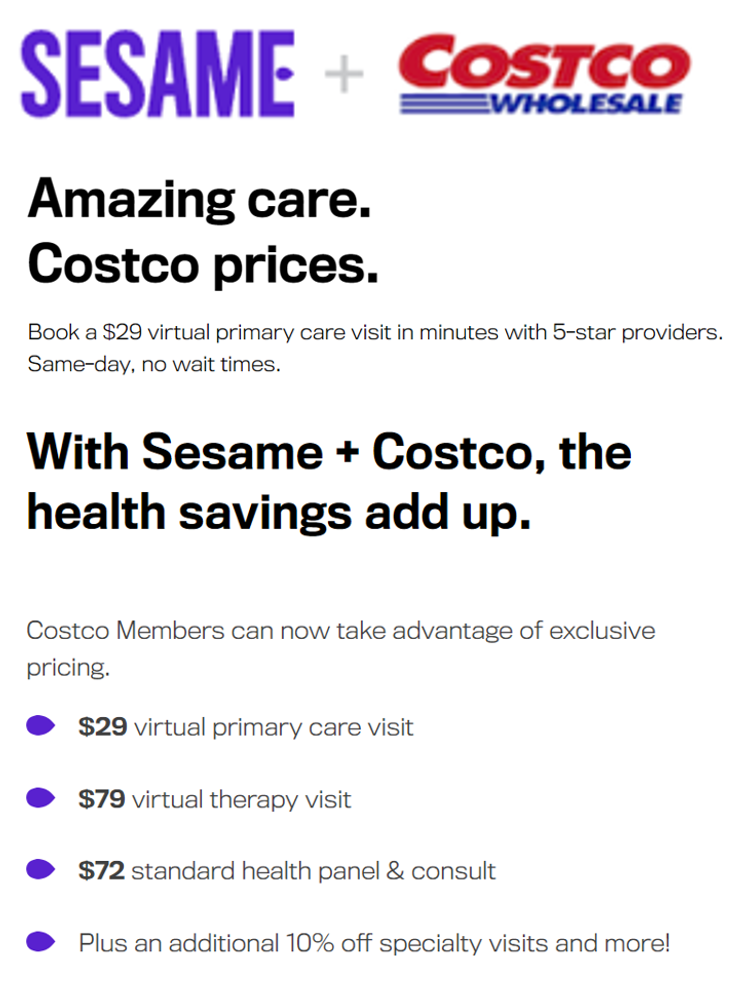 SESAME + COSTCO
WHOLESALE
Amazing care.
Costco prices.
Book a $29 virtual primary care visit in minutes with 5-star providers.
Same-day, no wait times.
With Sesame + Costco, the
health savings add up.
Costco Members can now take advantage of exclusive
pricing.
$29 virtual primary care visit
$79 virtual therapy visit
$72 standard health panel & consult
Plus an additional 10% off specialty visits and more!